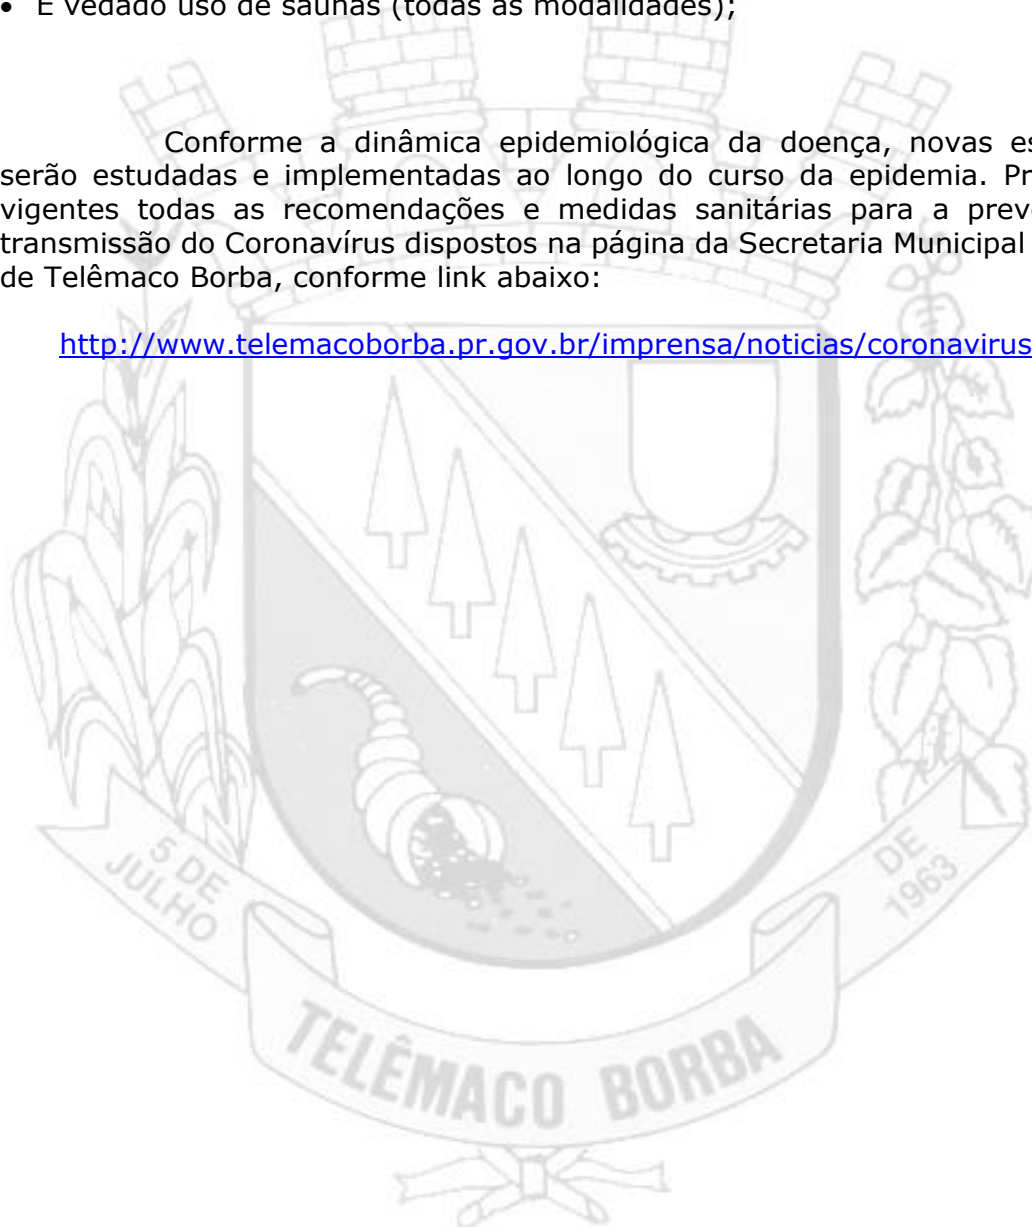 • É vedado uso de saunas (todas as modalidades);
Conforme a dinâmica epidemiológica da doença, novas es
serão estudadas e implementadas ao longo do curso da epidemia. Pr
vigentes todas as recomendações e medidas sanitárias para a prev
transmissão do Coronavírus dispostos na página da Secretaria Municipal
de Telêmaco Borba, conforme link abaixo:
http://www.telemacoborba.pr.gov.br/imprensa/noticias/coronavirus
5 DE
JULHO
DE
1963
TELÊMACO BORBA